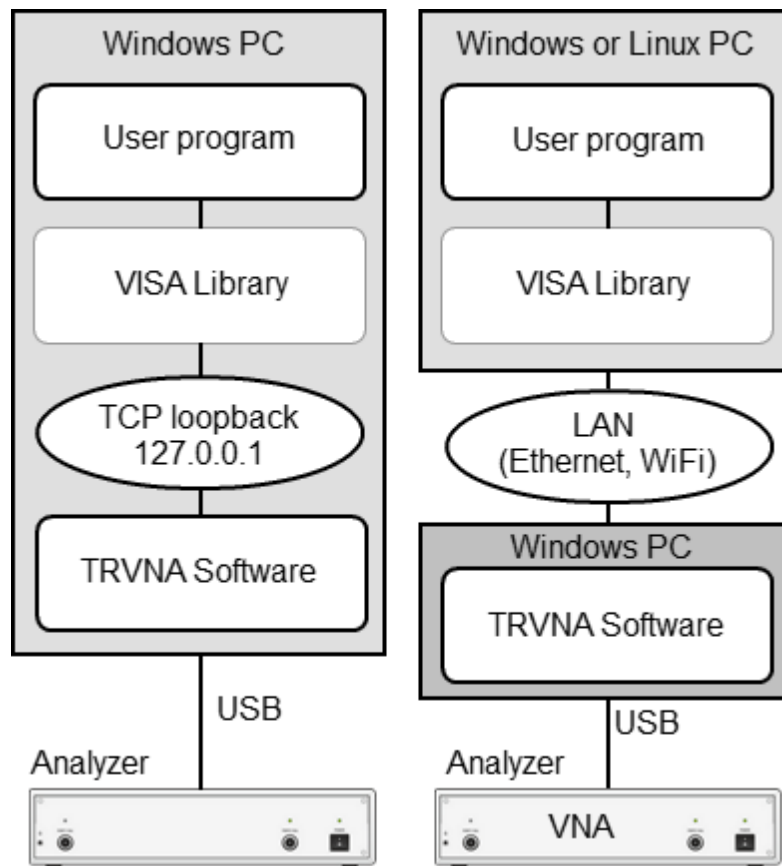 Windows PC
User program
VISA Library
TCP loopback
127.0.0.1
TRVNA Software
USB
Analyzer
Windows or Linux PC
User program
VISA Library
LAN
(Ethernet, WiFi)
Windows PC
TRVNA Software
USB
Analyzer
VNA